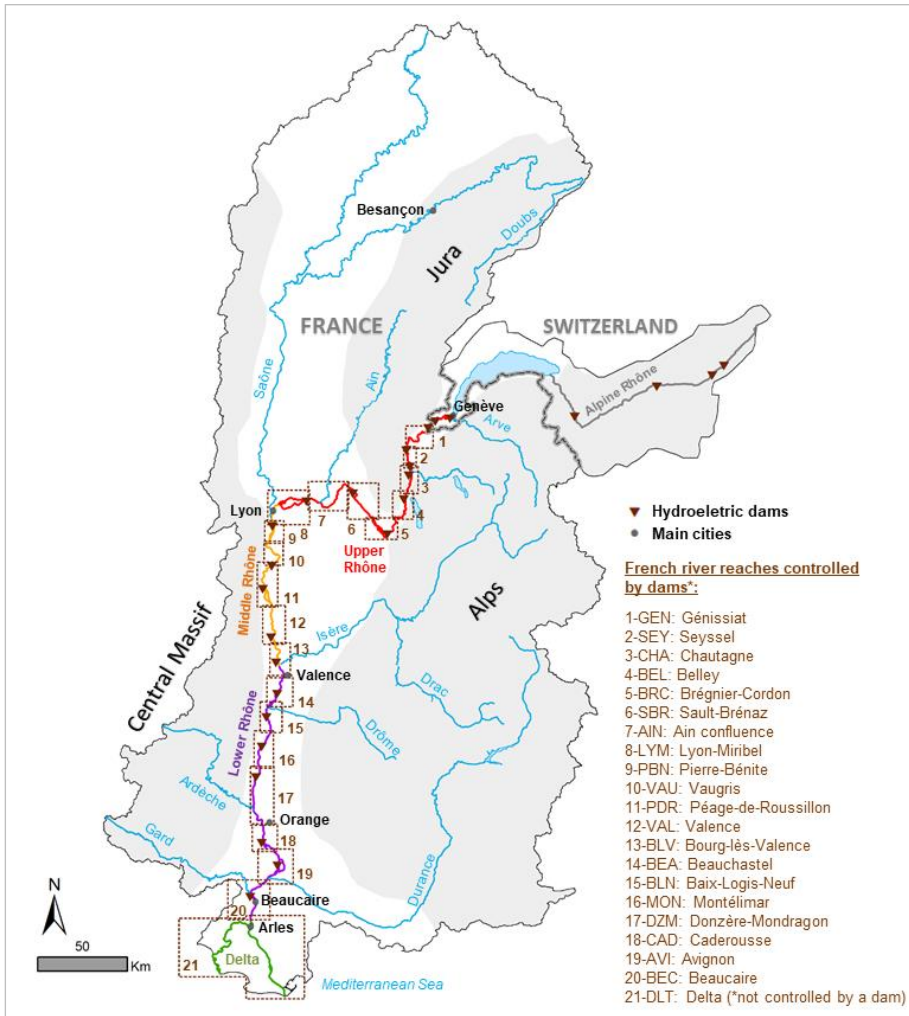 Besançon
Doubs
Jura
FRANCE
SWITZERLAND
Saône
Ain
Alpine Rhône
Genève
Arve
1
2
3
4
Lyon
8
7
6
5
Upper
Rhône
9
10
Middle Rhône
11
Alps
12
Isère
13
Central Massif
Valence
Drac
14
Lower Rhône
15
Drôme
16
Ardèche
17
Orange
Gard
18
Durance
19
N
Beaucaire
20
Arles
50
Km
21
Delta
Mediterranean Sea
Hydroeletric dams
Main cities
French river reaches controlled
by dams*:
1-GEN: Génissiat
2-SEY: Seyssel
3-CHA: Chautagne
4-BEL: Belley
5-BRC: Brégnier-Cordon
6-SBR: Sault-Brénaz
7-AIN: Ain confluence
8-LYM: Lyon-Miribel
9-PBN: Pierre-Bénite
10-VAU: Vaugris
11-PDR: Péage-de-Roussillon
12-VAL: Valence
13-BLV: Bourg-lès-Valence
14-BEA: Beauchastel
15-BLN: Baix-Logis-Neuf
16-MON: Montélimar
17-DZM: Donzère-Mondragon
18-CAD: Caderousse
19-AVI: Avignon
20-BEC: Beaucaire
21-DLT: Delta (*not controlled by a dam)